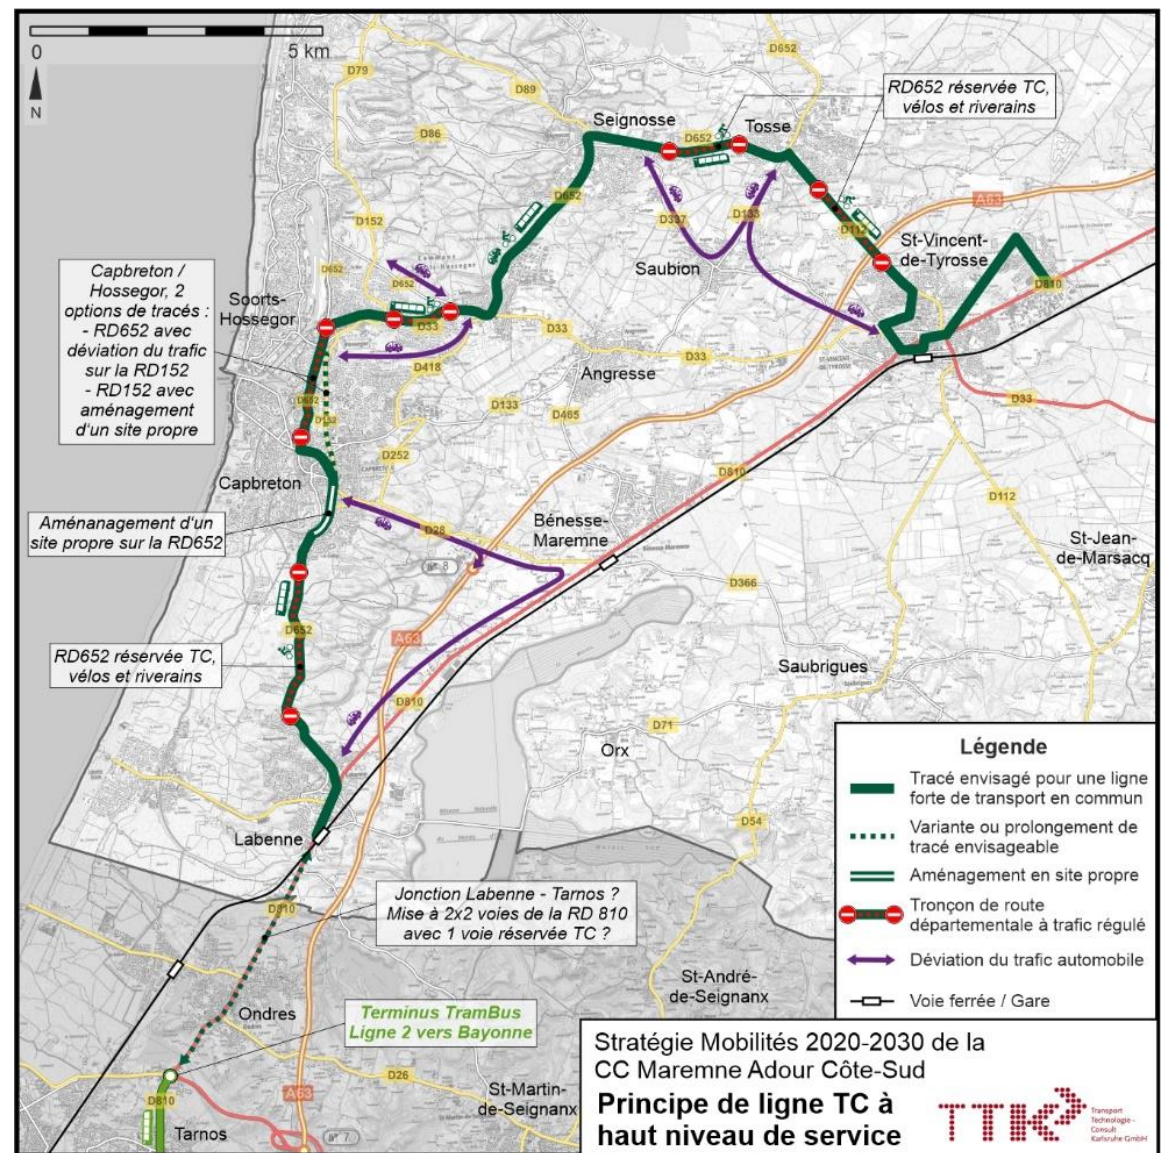 0
5 km
N
D79
D652
D89
D86
Seignosse
D652
Tosse
RD652 réservée TC,
vélos et riverains
D652
D152
D337
D133
D112
A63
St-Vincent-
de-Tyrosse
Saubion
D810
Capbreton /
Hossegor, 2
options de tracés :
- RD652 avec
déviation du trafic
sur la RD152
- RD152 avec
aménagement
d'un site propre
Soorts-
Hossegor
D652
D652
D33
D33
D33
D418
Angresse
D133
D465
D33
D652
D152
D252
D810
Capbreton
D112
Aménanagement d'un
site propre sur la RD652
D28
Bénesse-
Maremne
St-Jean-
de-Marsacq
8
D366
D652
A63
RD652 réservée TC,
vélos et riverains
Saubrigues
D810
D71
Orx
Labenne
D54
D810
Jonction Labenne - Tarnos ?
Mise à 2x2 voies de la RD 810
avec 1 voie réservée TC ?
St-André-
de-Seignanx
Ondres
Terminus TramBus
Ligne 2 vers Bayonne
D26
A63
D810
St-Martin-
de-Seignanx
Tarnos
7
Légende
Tracé envisagé pour une ligne
forte de transport en commun
Variante ou prolongement de
tracé envisageable
Aménagement en site propre
Tronçon de route
départementale à trafic régulé
Déviation du trafic automobile
Voie ferrée / Gare
Stratégie Mobilités 2020-2030 de la
CC Maremne Adour Côte-Sud
Principe de ligne TC à
haut niveau de service
TTK
Transport
Technologie -
Consult
Karlsruhe GmbH